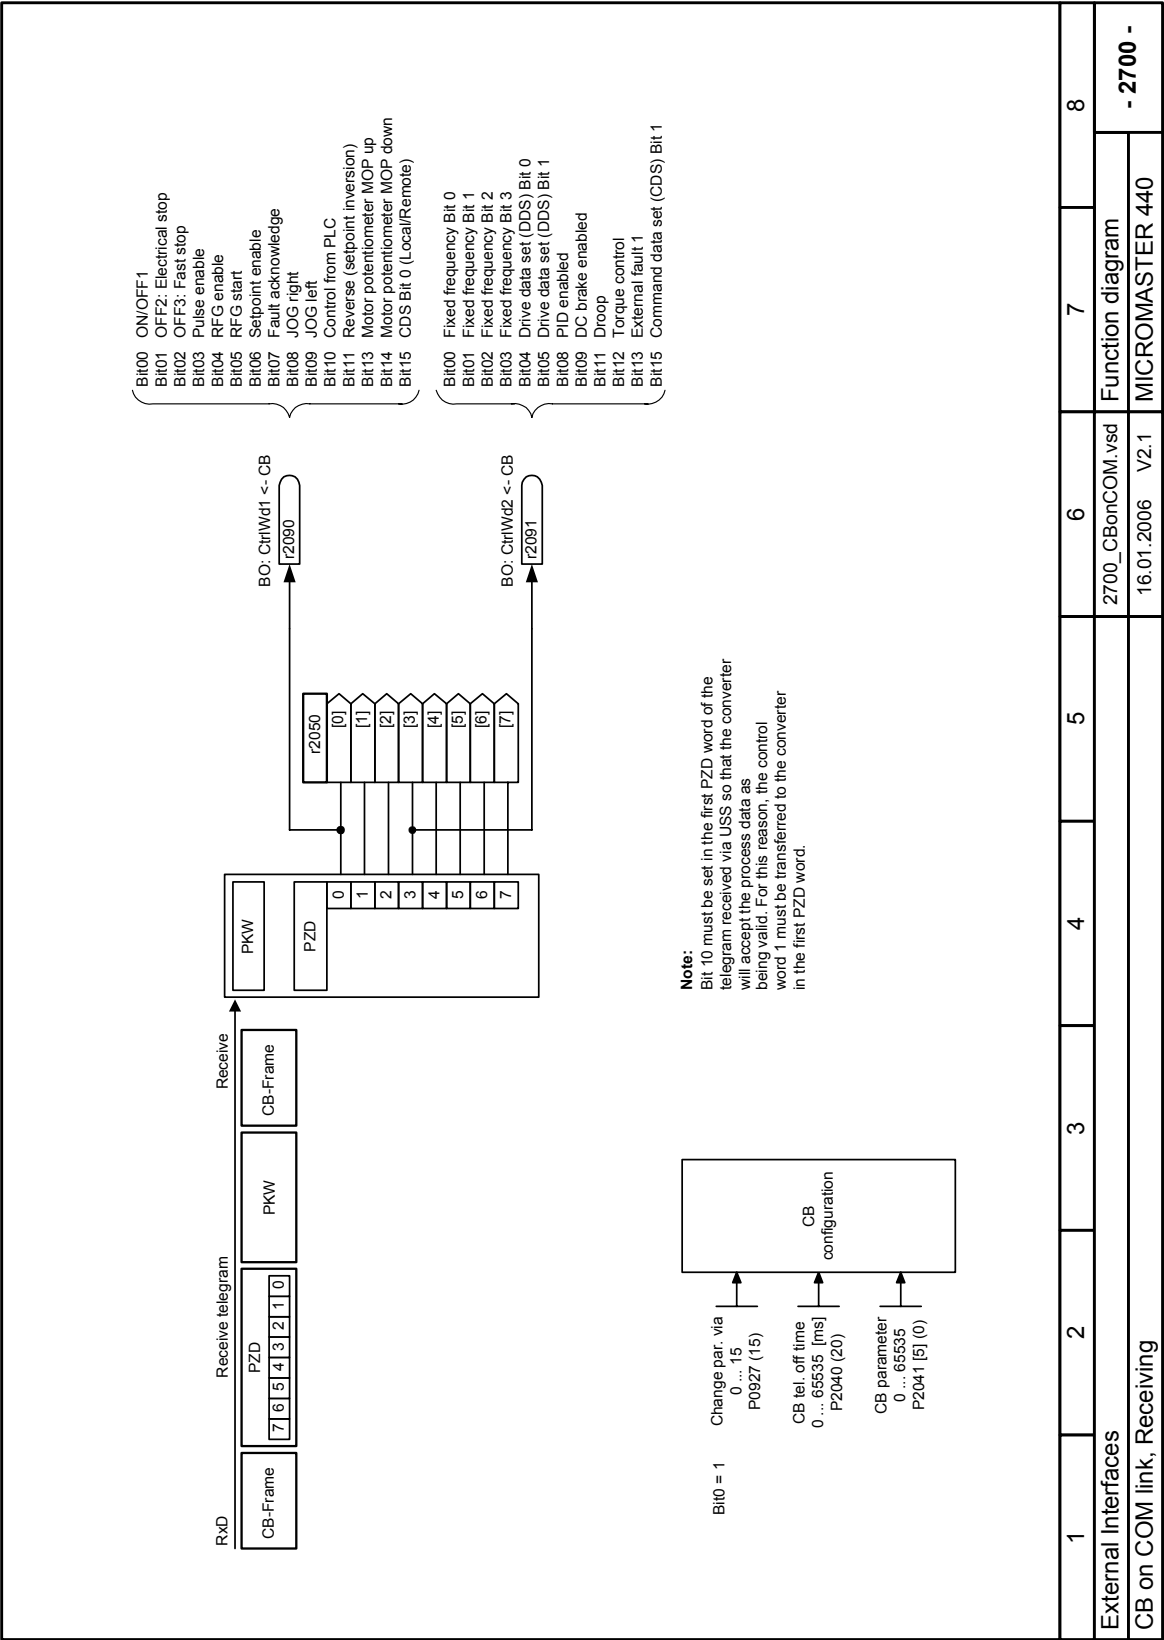 RxD
Receive telegram
Receive
CB-Frame
PZD
7 6 5 4 3 2 1 0
PKW
CB-Frame
PKW
PZD
0
1
2
3
4
5
6
7
r2050
[0]
[1]
[2]
[3]
[4]
[5]
[6]
[7]
BO: CtrlWd1 <- CB
r2090
Bit00 ON/OFF1
Bit01 OFF2: Electrical stop
Bit02 OFF3: Fast stop
Bit03 Pulse enable
Bit04 RFG enable
Bit05 RFG start
Bit06 Setpoint enable
Bit07 Fault acknowledge
Bit08 JOG right
Bit09 JOG left
Bit10 Control from PLC
Bit11 Reverse (setpoint inversion)
Bit13 Motor potentiometer MOP up
Bit14 Motor potentiometer MOP down
Bit15 CDS Bit 0 (Local/Remote)
BO: CtrlWd2 <- CB
r2091
Bit00 Fixed frequency Bit 0
Bit01 Fixed frequency Bit 1
Bit02 Fixed frequency Bit 2
Bit03 Fixed frequency Bit 3
Bit04 Drive data set (DDS) Bit 0
Bit05 Drive data set (DDS) Bit 1
Bit08 PID enabled
Bit09 DC brake enabled
Bit11 Droop
Bit12 Torque control
Bit13 External fault 1
Bit15 Command data set (CDS) Bit 1
Bit0 = 1
Change par. via
0 ... 15
P0927 (15)
CB tel. off time
0 ... 65535 [ms]
P2040 (20)
CB parameter
0 ... 65535
P2041 [5] (0)
CB
configuration
Note:
Bit 10 must be set in the first PZD word of the
telegram received via USS so that the converter
will accept the process data as
being valid. For this reason, the control
word 1 must be transferred to the converter
in the first PZD word.
1 2 3 4 5 6 7 8
External Interfaces 2700_CBonCOM.vsd Function diagram - 2700 -
CB on COM link, Receiving 16.01.2006 V2.1 MICROMASTER 440